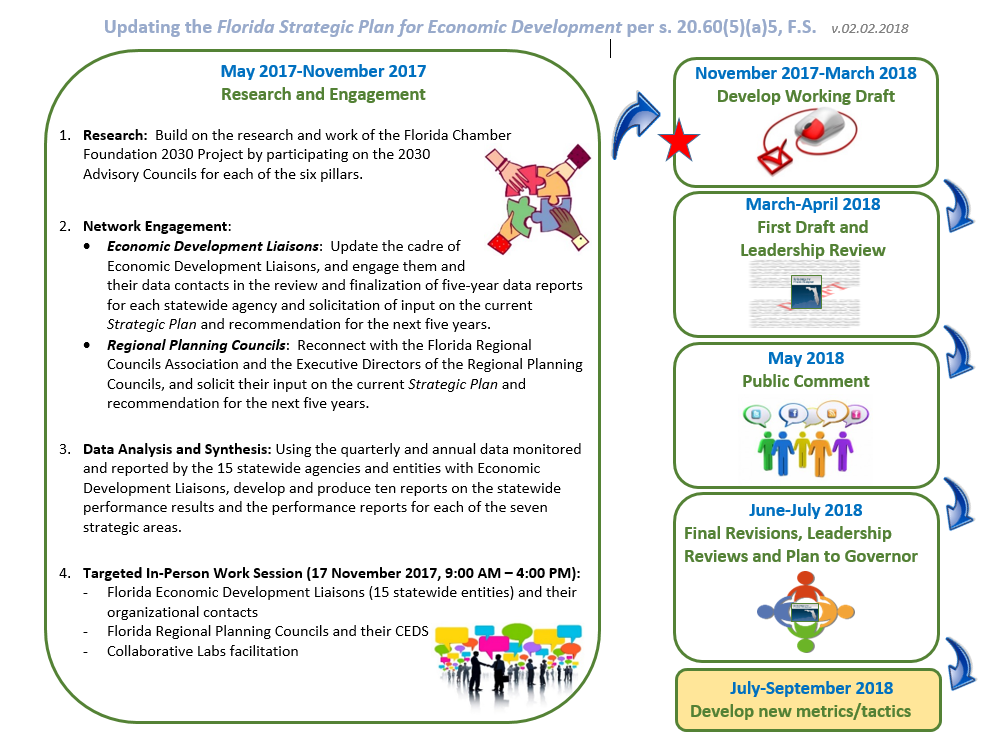 Updating the Florida Strategic Plan for Economic Development per s. 20.60(5)(a)5, F.S. v.02.02.2018
May 2017-November 2017
Research and Engagement
1. Research: Build on the research and work of the Florida Chamber
Foundation 2030 Project by participating on the 2030
Advisory Councils for each of the six pillars.
2. Network Engagement:
• Economic Development Liaisons: Update the cadre of
Economic Development Liaisons, and engage them and
their data contacts in the review and finalization of five-year data reports
for each statewide agency and solicitation of input on the current
Strategic Plan and recommendation for the next five years.
• Regional Planning Councils: Reconnect with the Florida Regional
Councils Association and the Executive Directors of the Regional Planning
Councils, and solicit their input on the current Strategic Plan and
recommendation for the next five years.
3. Data Analysis and Synthesis: Using the quarterly and annual data monitored
and reported by the 15 statewide agencies and entities with Economic
Development Liaisons, develop and produce ten reports on the statewide
performance results and the performance reports for each of the seven
strategic areas.
4. Targeted In-Person Work Session (17 November 2017, 9:00 AM – 4:00 PM):
- Florida Economic Development Liaisons (15 statewide entities) and their
organizational contacts
- Florida Regional Planning Councils and their CEDS
- Collaborative Labs facilitation
November 2017-March 2018
Develop Working Draft
March-April 2018
First Draft and
Leadership Review
May 2018
Public Comment
June-July 2018
Final Revisions, Leadership
Reviews and Plan to Governor
July-September 2018
Develop new metrics/tactics